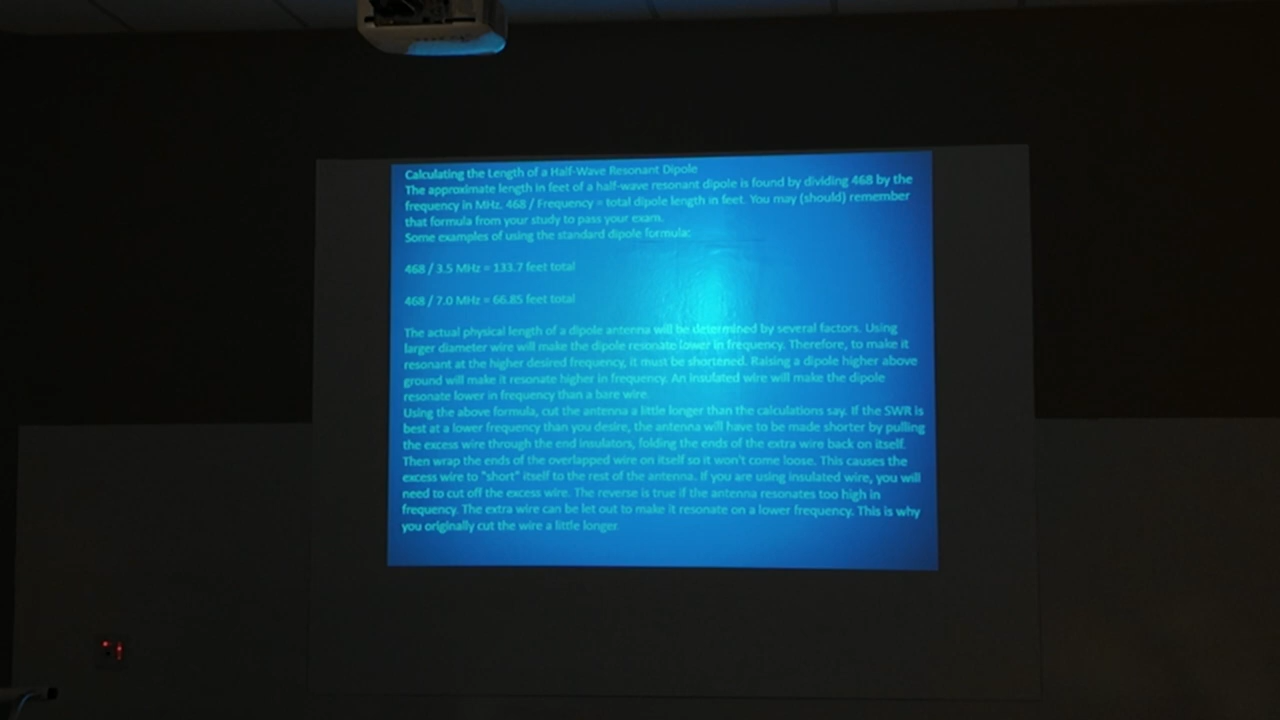 Calculating the Length of a Half-Wave Resonant Dipole
The approximate length in feet of a half-wave resonant dipole is found by dividing 468 by the
frequency in MHz. 468 / Frequency = total dipole length in feet. You may (should) remember
that formula from your study to pass your exam.
Some examples of using the standard dipole formula:
468 / 3.5 MHz = 133.7 feet total
468 / 7.0 MHz = 66.85 feet total
The actual physical length of a dipole antenna will be determined by several factors. Using
larger diameter wire will make the dipole resonate lower in frequency. Therefore, to make it
resonant at the higher desired frequency, it must be shortened. Raising a dipole higher above
ground will make it resonate higher in frequency. An insulated wire will make the dipole
resonate lower in frequency than a bare wire.
Using the above formula, cut the antenna a little longer than the calculations say. If the SWR is
best at a lower frequency than you desire, the antenna will have to be made shorter by pulling
the excess wire through the end insulators, folding the ends of the extra wire back on itself.
Then wrap the ends of the overlapped wire on itself so it won't come loose. This causes the
excess wire to "short" itself to the rest of the antenna. If you are using insulated wire, you will
need to cut off the excess wire. The reverse is true if the antenna resonates too high in
frequency. The extra wire can be let out to make it resonate on a lower frequency. This is why
you originally cut the wire a little longer.